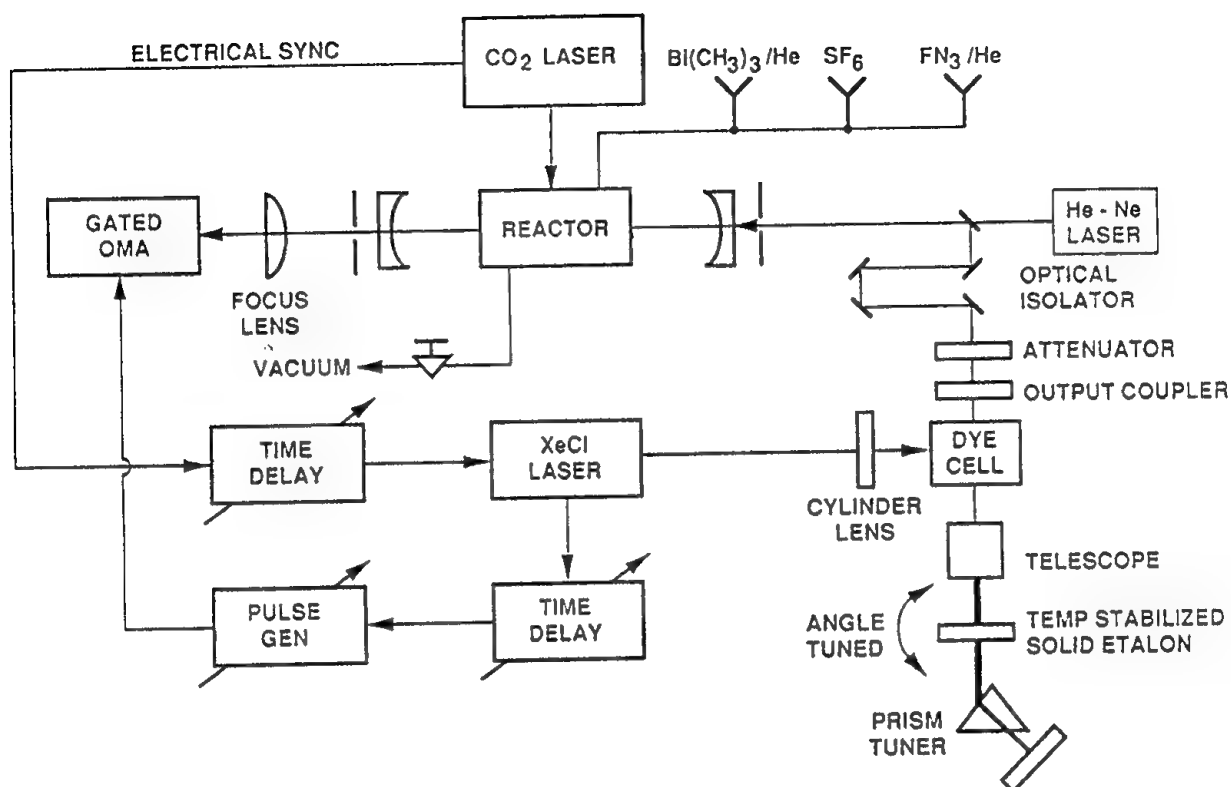 ELECTRICAL SYNC
CO2 LASER
BI(CH3)3/He
SF6
FN3/He
GATED
OMA
REACTOR
He - Ne
LASER
FOCUS
LENS
OPTICAL
ISOLATOR
VACUUM
ATTENUATOR
OUTPUT COUPLER
TIME
DELAY
XeCl
LASER
DYE
CELL
CYLINDER
LENS
TELESCOPE
PULSE
GEN
TIME
DELAY
ANGLE
TUNED
TEMP STABILIZED
SOLID ETALON
PRISM
TUNER